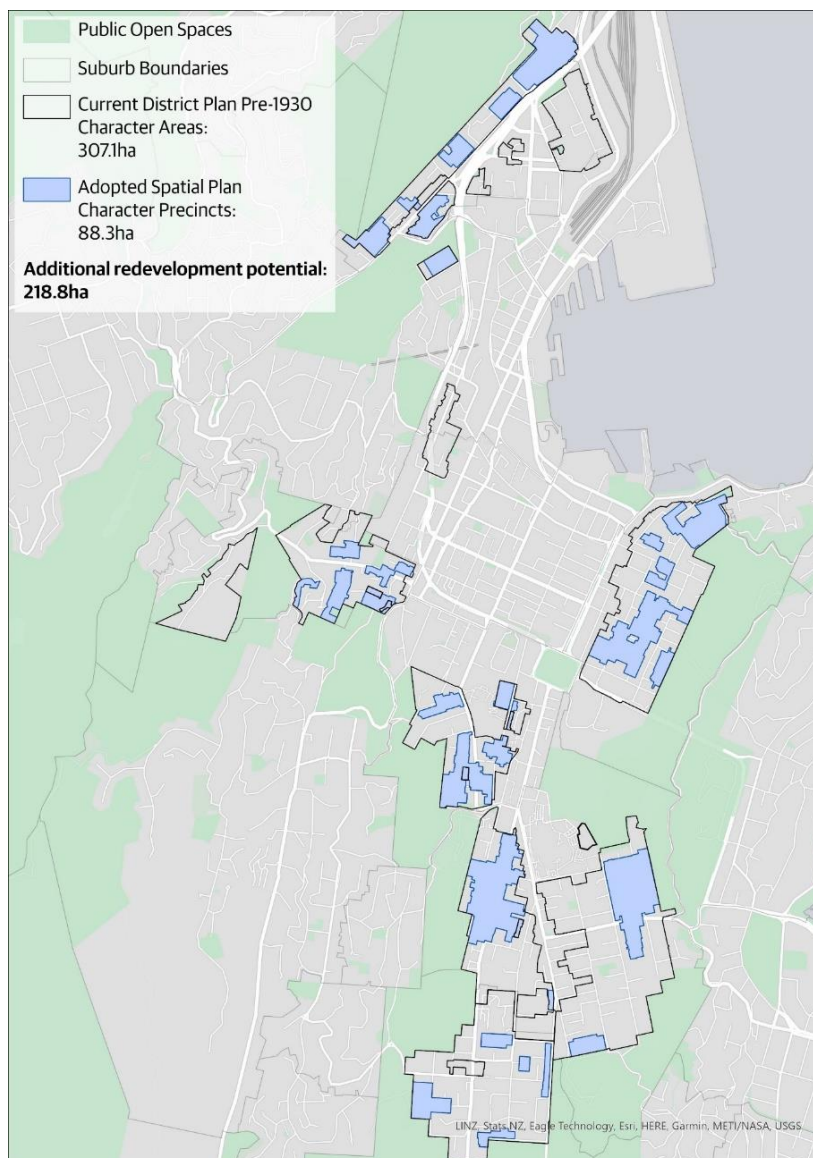 Public Open Spaces
Suburb Boundaries
Current District Plan Pre-1930
Character Areas:
307.1ha
Adopted Spatial Plan
Character Precincts:
88.3ha
Additional redevelopment potential:
218.8ha
LINZ, Stats NZ, Eagle Technology, Esri, HERE, Garmin, METI/NASA, USGS